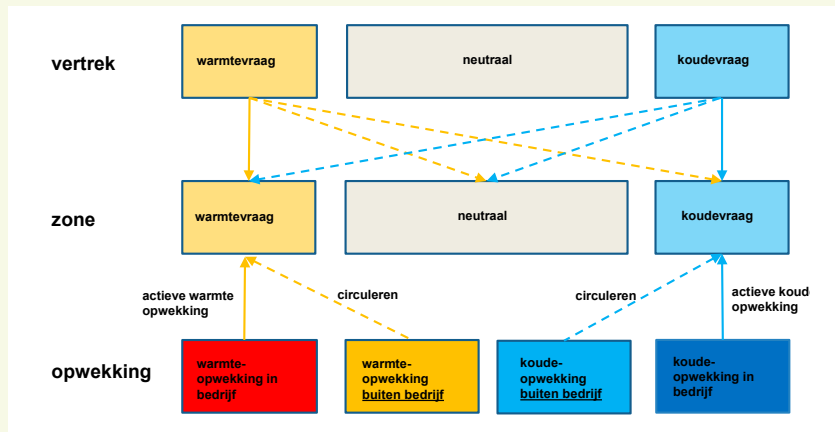 vertrek
warmtevraag
neutraal
koudevraag
zone
warmtevraag
neutraal
koudevraag
actieve warmte
opwekking
circuleren
circuleren
actieve koud
opwekking
opwekking
warmte-
opwekking in
bedrijf
warmte-
opwekking
buiten bedrijf
koude-
opwekking
buiten bedrijf
koude-
opwekking in
bedrijf